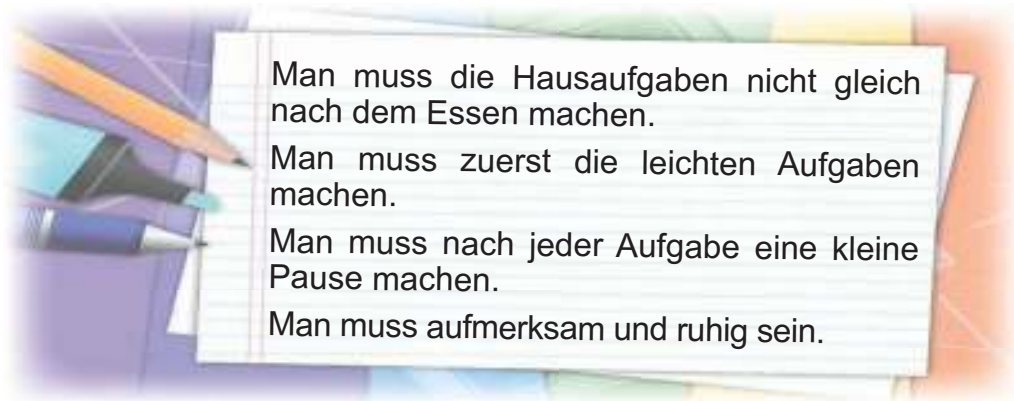 Man muss die Hausaufgaben nicht gleich
nach dem Essen machen.
Man muss zuerst die leichten Aufgaben
machen.
Man muss nach jeder Aufgabe eine kleine
Pause machen.
Man muss aufmerksam und ruhig sein.